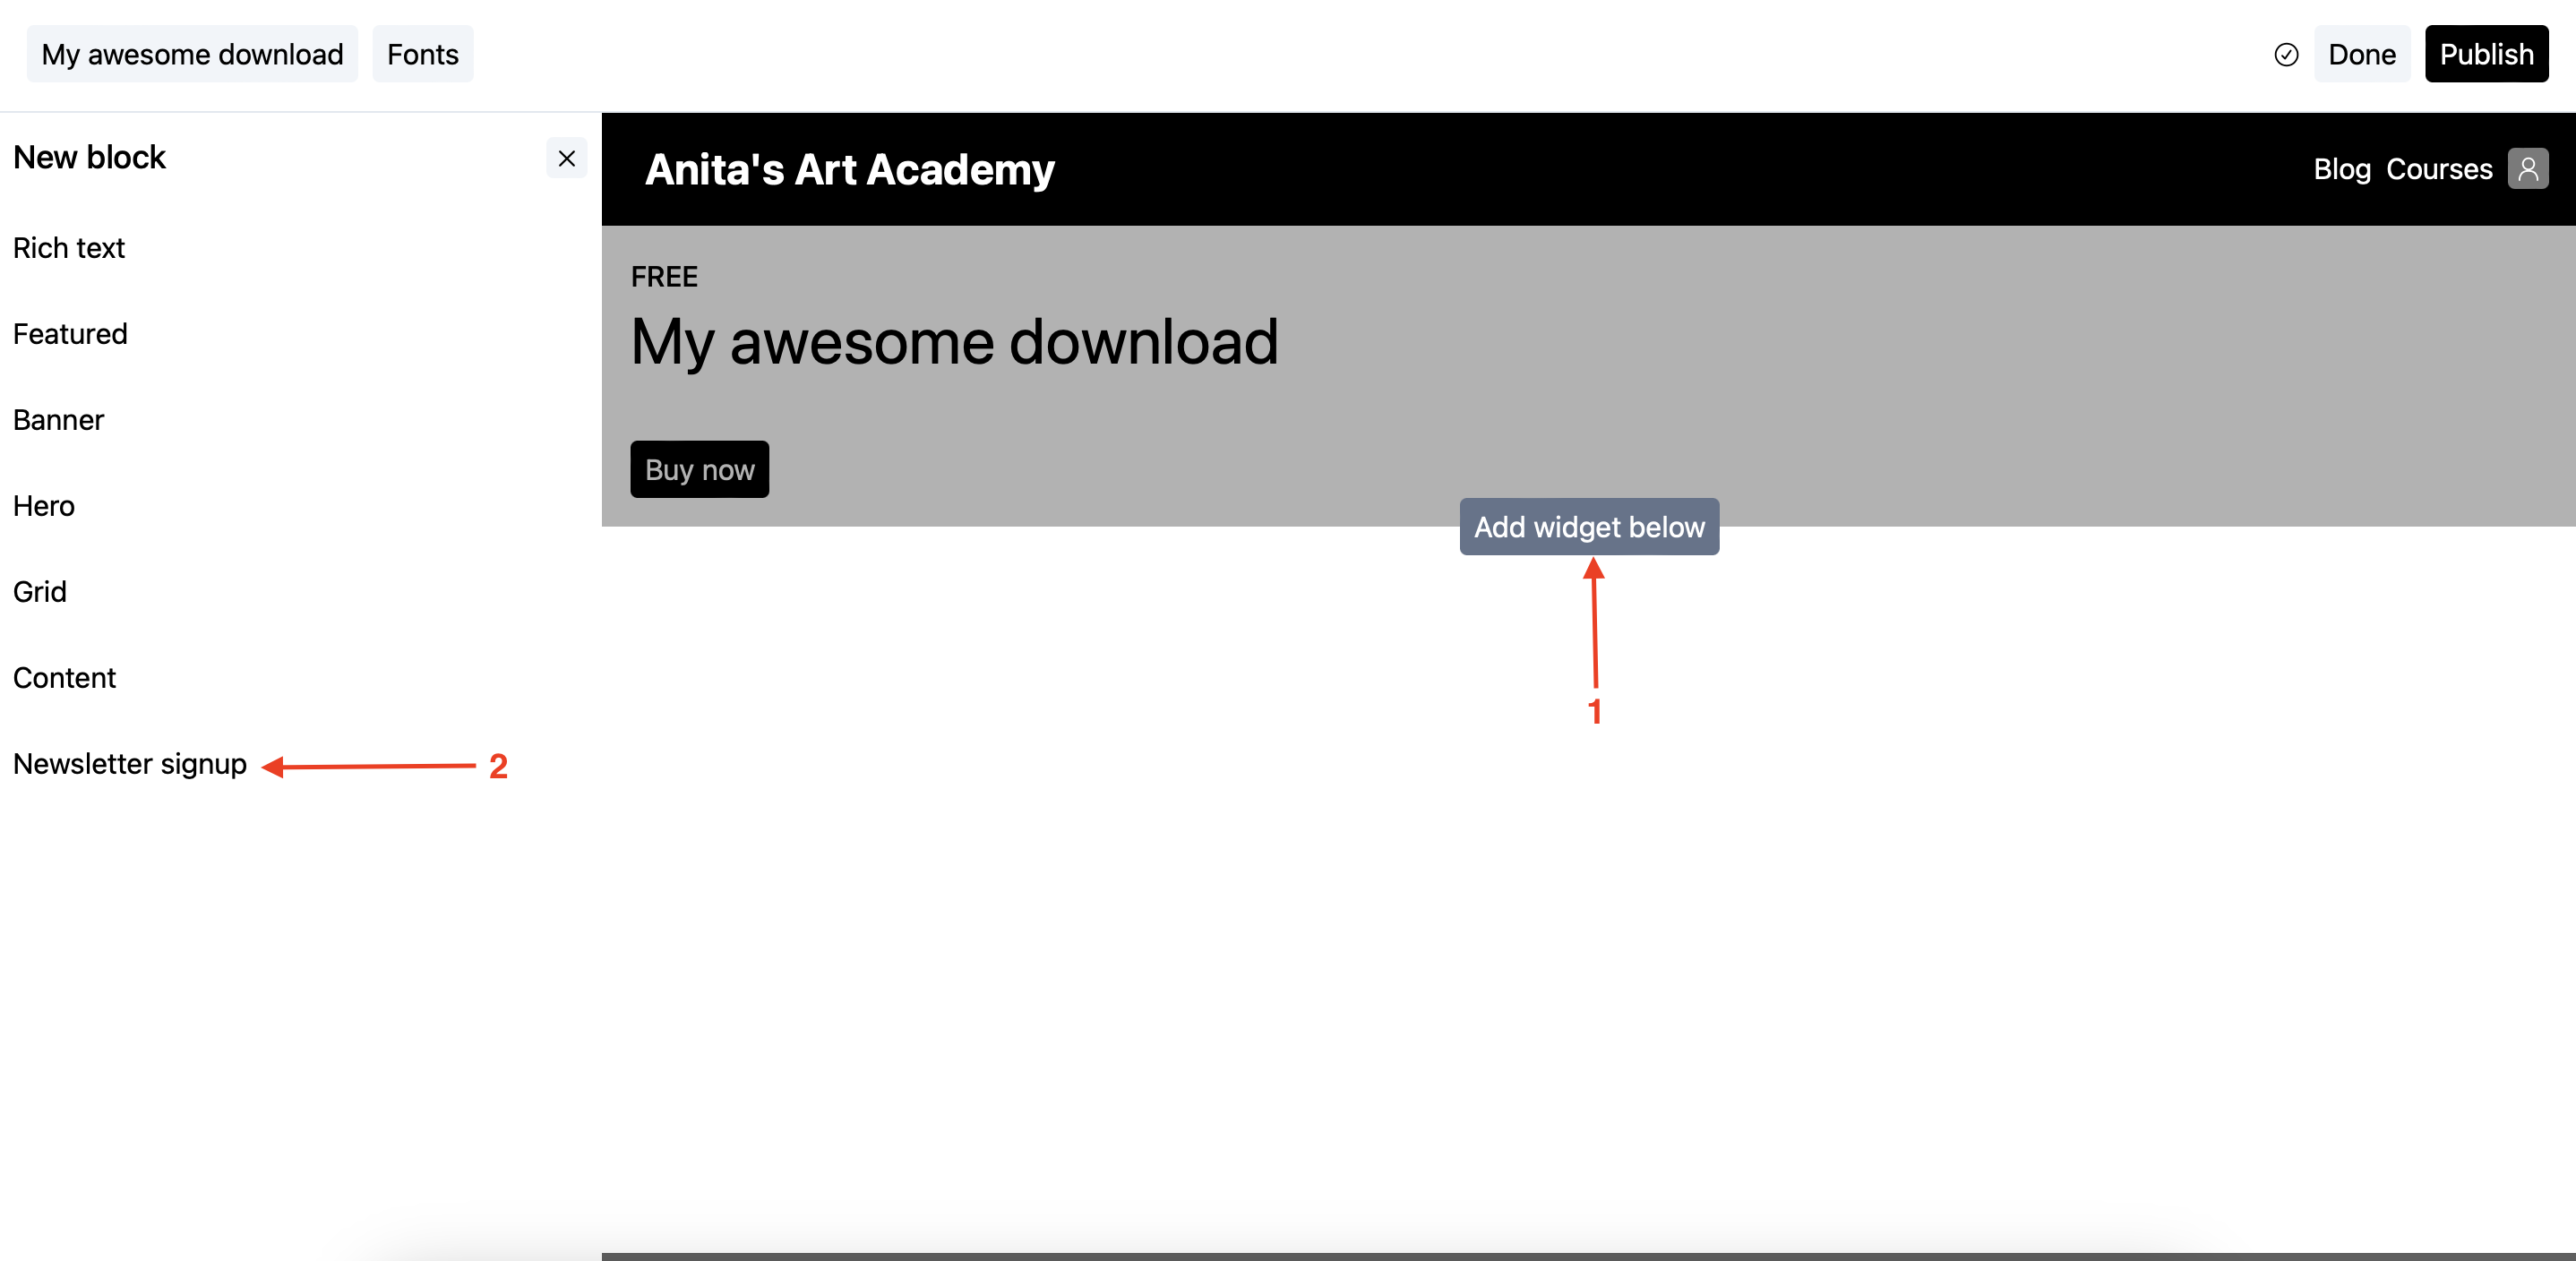 My awesome download
Fonts
Done
Publish
New block
Rich text
Featured
Banner
Hero
Grid
Content
Newsletter signup
2
Anita's Art Academy
Blog
Courses
FREE
My awesome download
Buy now
Add widget below
1